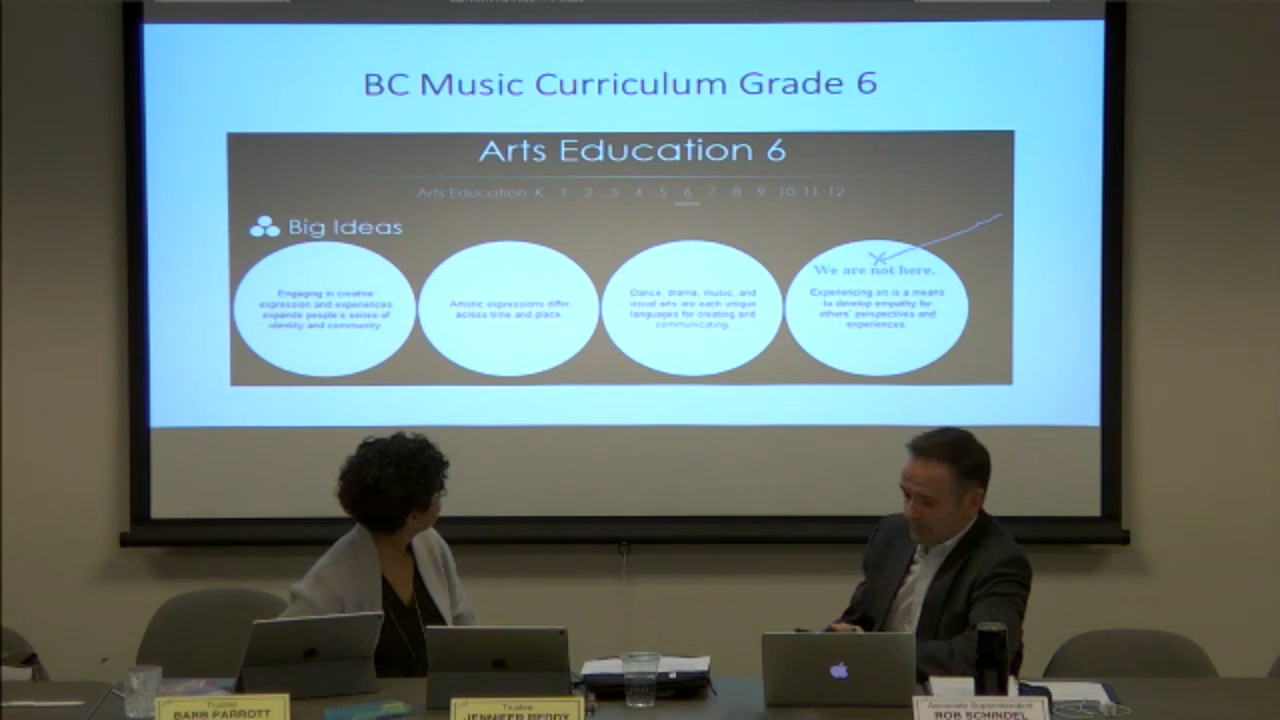 BC Music Curriculum Grade 6
Arts Education 6
Arts Education K 1 2 3 4 5 6 7 8 9 10 11 12
Big Ideas
Engaging in creative
expression and experiences
expands people's sense of
identity and community.
Artistic expressions differ
across time and place.
Dance, drama, music, and
visual arts are each unique
languages for creating and
communicating.
We are not here.
Experiencing art is a means
to develop empathy for
others' perspectives and
experiences.
Trustee
BARB PARROTT
Trustee
JENNIFER REDDY
Associate Superintendent
ROB SCHINDEL